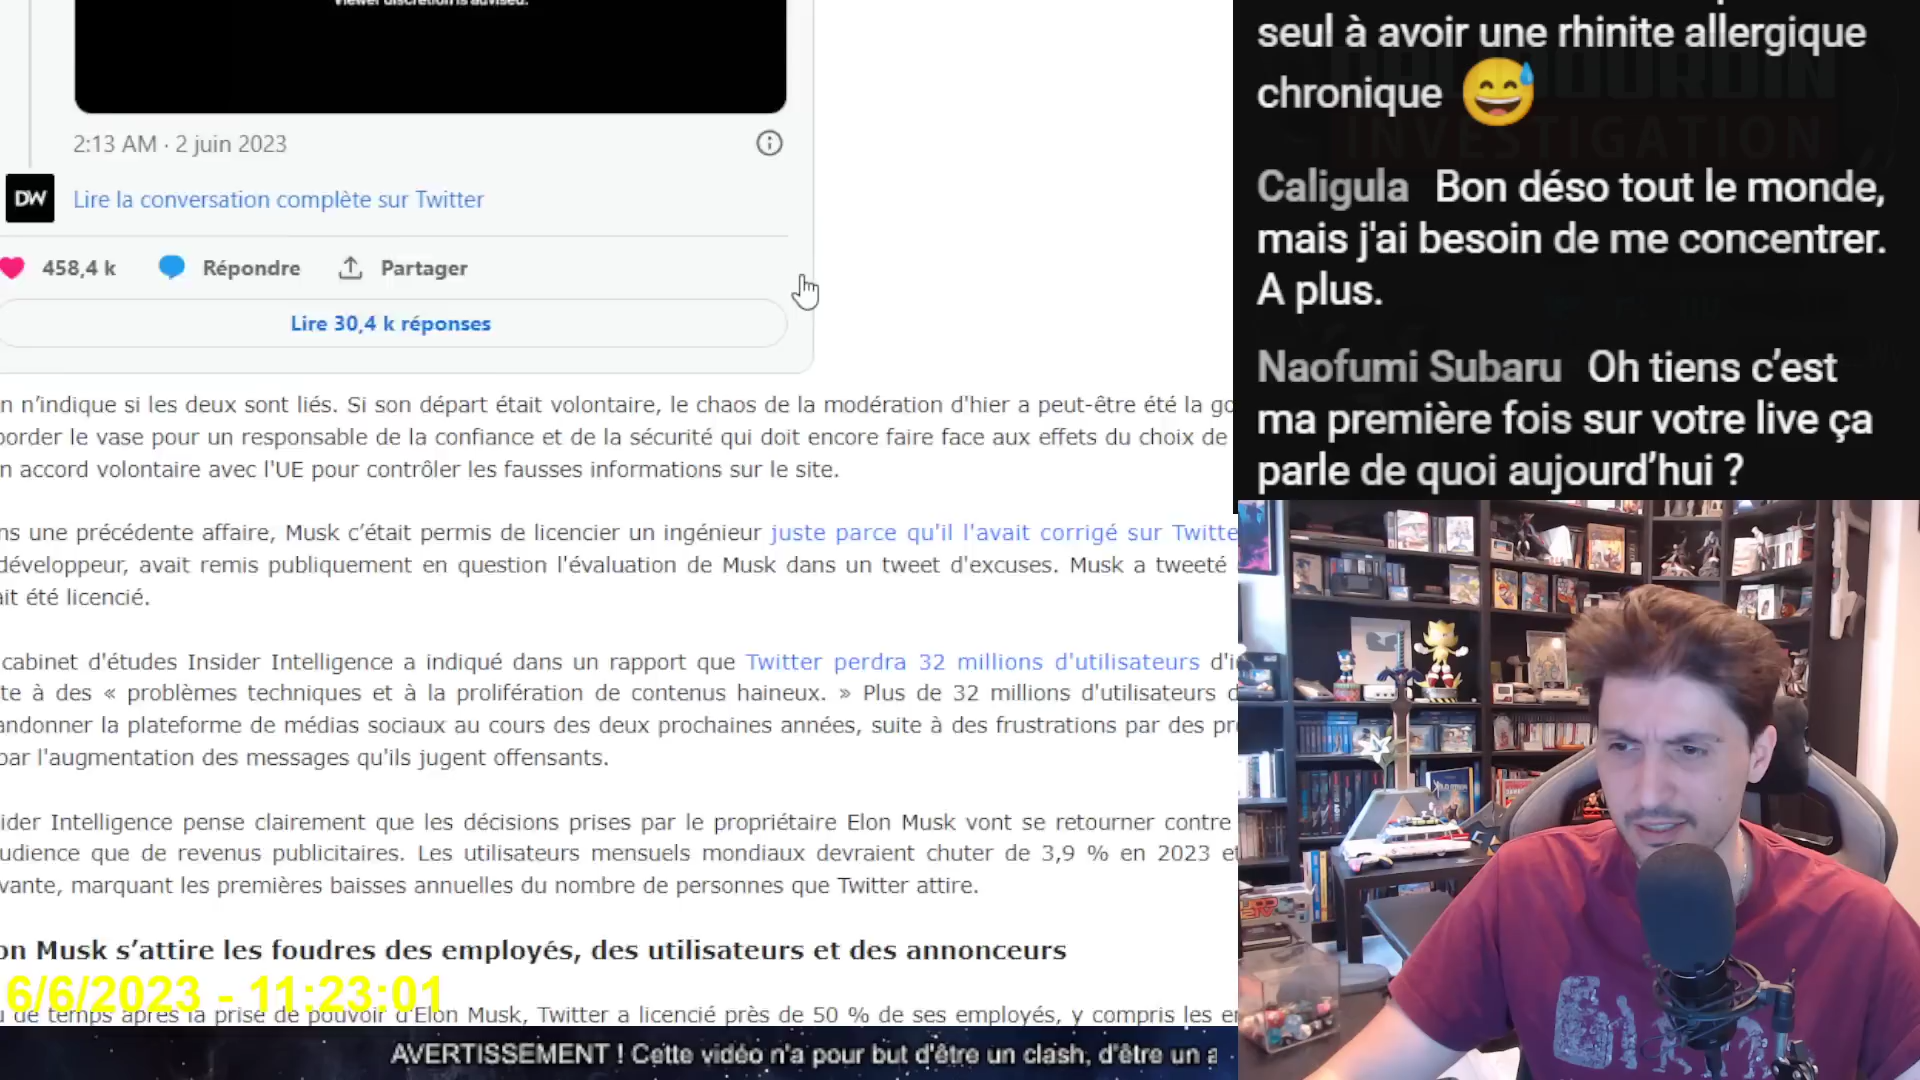 Viewer discretion is advised.
2:13 AM · 2 juin 2023
DW
Lire la conversation complète sur Twitter
458,4 k
Répondre
Partager
Lire 30,4 k réponses
n n’indique si les deux sont liés. Si son départ était volontaire, le chaos de la modération d'hier a peut-être été la go
border le vase pour un responsable de la confiance et de la sécurité qui doit encore faire face aux effets du choix de
n accord volontaire avec l'UE pour contrôler les fausses informations sur le site.
ns une précédente affaire, Musk c’était permis de licencier un ingénieur juste parce qu'il l'avait corrigé sur Twitte
développeur, avait remis publiquement en question l'évaluation de Musk dans un tweet d'excuses. Musk a tweeté
ait été licencié.
cabinet d'études Insider Intelligence a indiqué dans un rapport que Twitter perdra 32 millions d'utilisateurs d'i
te à des « problèmes techniques et à la prolifération de contenus haineux. » Plus de 32 millions d'utilisateurs
andonner la plateforme de médias sociaux au cours des deux prochaines années, suite à des frustrations par des pr
par l'augmentation des messages qu'ils jugent offensants.
sider Intelligence pense clairement que les décisions prises par le propriétaire Elon Musk vont se retourner contre
udience que de revenus publicitaires. Les utilisateurs mensuels mondiaux devraient chuter de 3,9 % en 2023 et
vante, marquant les premières baisses annuelles du nombre de personnes que Twitter attire.
on Musk s’attire les foudres des employés, des utilisateurs et des annonceurs
6/6/2023 - 11:23:01
u de temps après la prise de pouvoir d'Elon Musk, Twitter a licencié près de 50 % de ses employés, y compris les e
AVERTISSEMENT ! Cette vidéo n'a pour but d'être un clash, d'être un a
seul à avoir une rhinite allergique
chronique 😅
INVESTIGATION
Caligula Bon déso tout le monde,
mais j'ai besoin de me concentrer.
A plus.
Naofumi Subaru Oh tiens c’est
ma première fois sur votre live ça
parle de quoi aujourd’hui ?